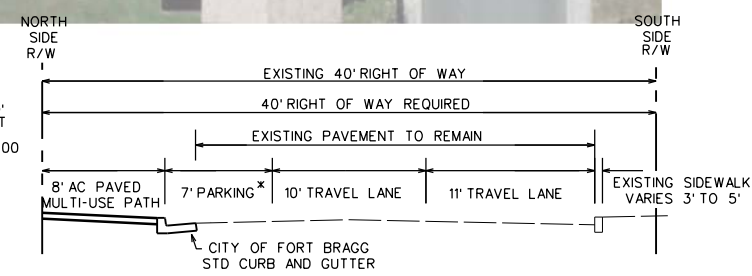 NORTH
SIDE
R/W
SOUTH
SIDE
R/W
EXISTING 40' RIGHT OF WAY
40' RIGHT OF WAY REQUIRED
'
T
00
EXISTING PAVEMENT TO REMAIN
8' AC PAVED
MULTI-USE PATH
7' PARKING*
10' TRAVEL LANE
11' TRAVEL LANE
EXISTING SIDEWALK
VARIES 3' TO 5'
CITY OF FORT BRAGG
STD CURB AND GUTTER